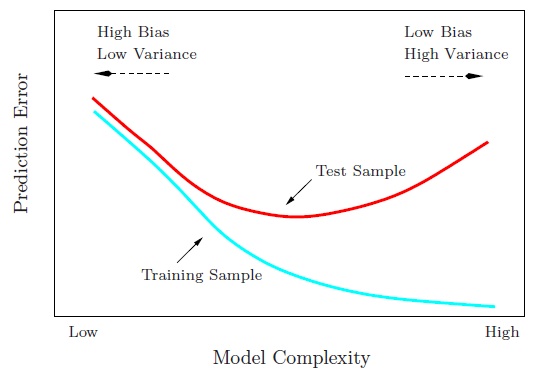 High Bias
Low Variance
Low Bias
High Variance
Prediction Error
Test Sample
Training Sample
Low
High
Model Complexity